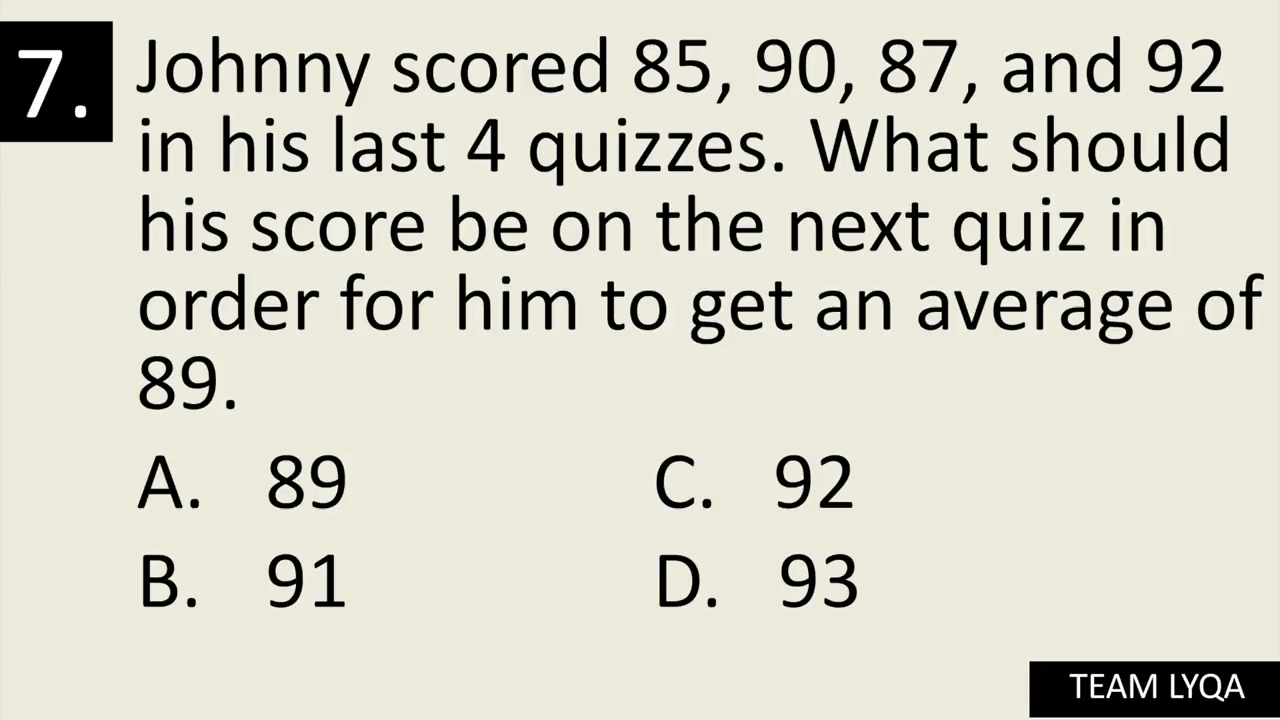 7. Johnny scored 85, 90, 87, and 92
in his last 4 quizzes. What should
his score be on the next quiz in
order for him to get an average of
89.
A. 89 C. 92
B. 91 D. 93
TEAM LYQA